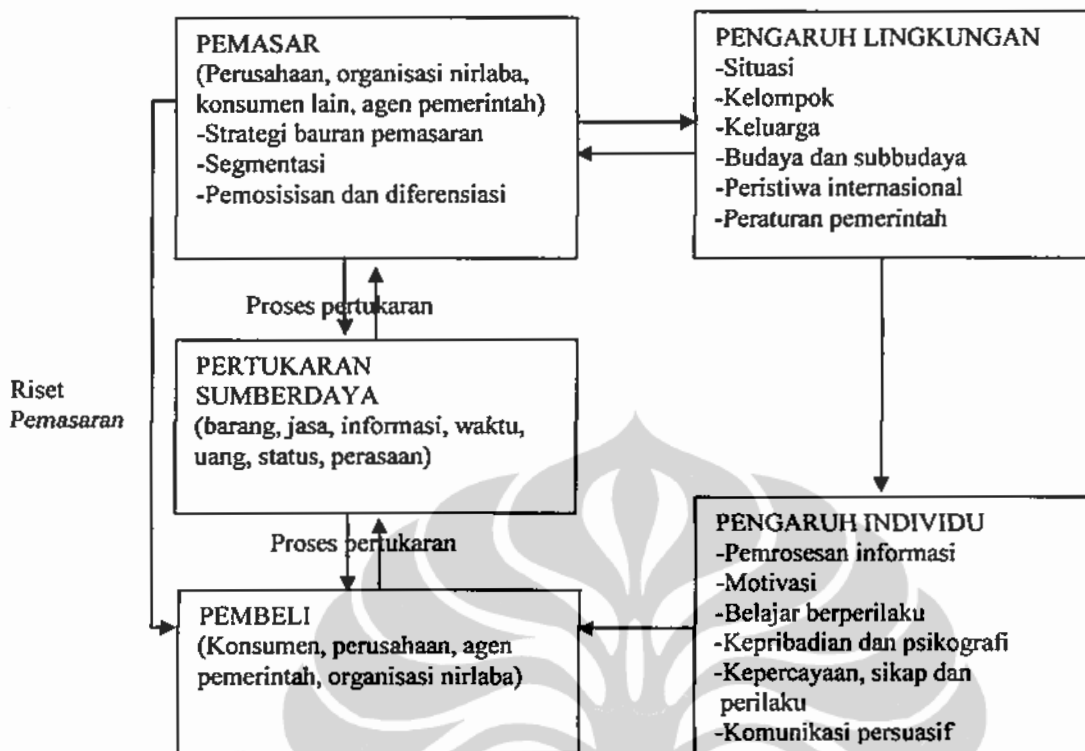 PEMASAR
(Perusahaan, organisasi nirlaba,
konsumen lain, agen pemerintah)
-Strategi bauran pemasaran
-Segmentasi
-Pemosisisan dan diferensiasi
PENGARUH LINGKUNGAN
-Situasi
-Kelompok
-Keluarga
-Budaya dan subbudaya
-Peristiwa internasional
-Peraturan pemerintah
Proses pertukaran
Riset
Pemasaran
PERTUKARAN
SUMBERDAYA
(barang, jasa, informasi, waktu,
uang, status, perasaan)
Proses pertukaran
PEMBELI
(Konsumen, perusahaan, agen
pemerintah, organisasi nirlaba)
PENGARUH INDIVIDU
-Pemrosesan informasi
-Motivasi
-Belajar berperilaku
-Kepribadian dan psikografi
-Kepercayaan, sikap dan
perilaku
-Komunikasi persuasif